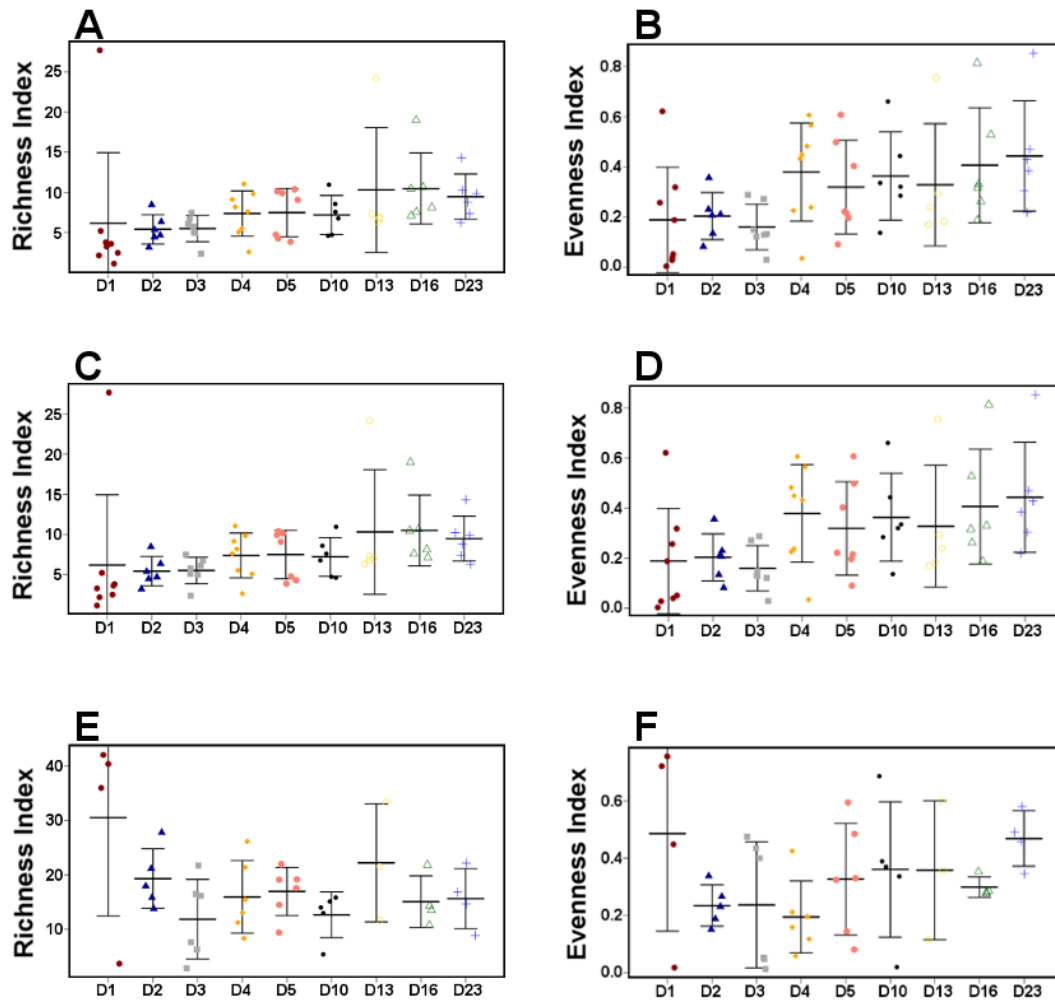 A
Richness Index
25
20
15
10
5
D1 D2 D3 D4 D5 D10 D13 D16 D23
B
Evenness Index
0.8
0.6
0.4
0.2
0.0
D1 D2 D3 D4 D5 D10 D13 D16 D23
C
Richness Index
25
20
15
10
5
D1 D2 D3 D4 D5 D10 D13 D16 D23
D
Evenness Index
0.8
0.6
0.4
0.2
0.0
D1 D2 D3 D4 D5 D10 D13 D16 D23
E
Richness Index
40
30
20
10
D1 D2 D3 D4 D5 D10 D13 D16 D23
F
Evenness Index
0.6
0.4
0.2
0.0
D1 D2 D3 D4 D5 D10 D13 D16 D23